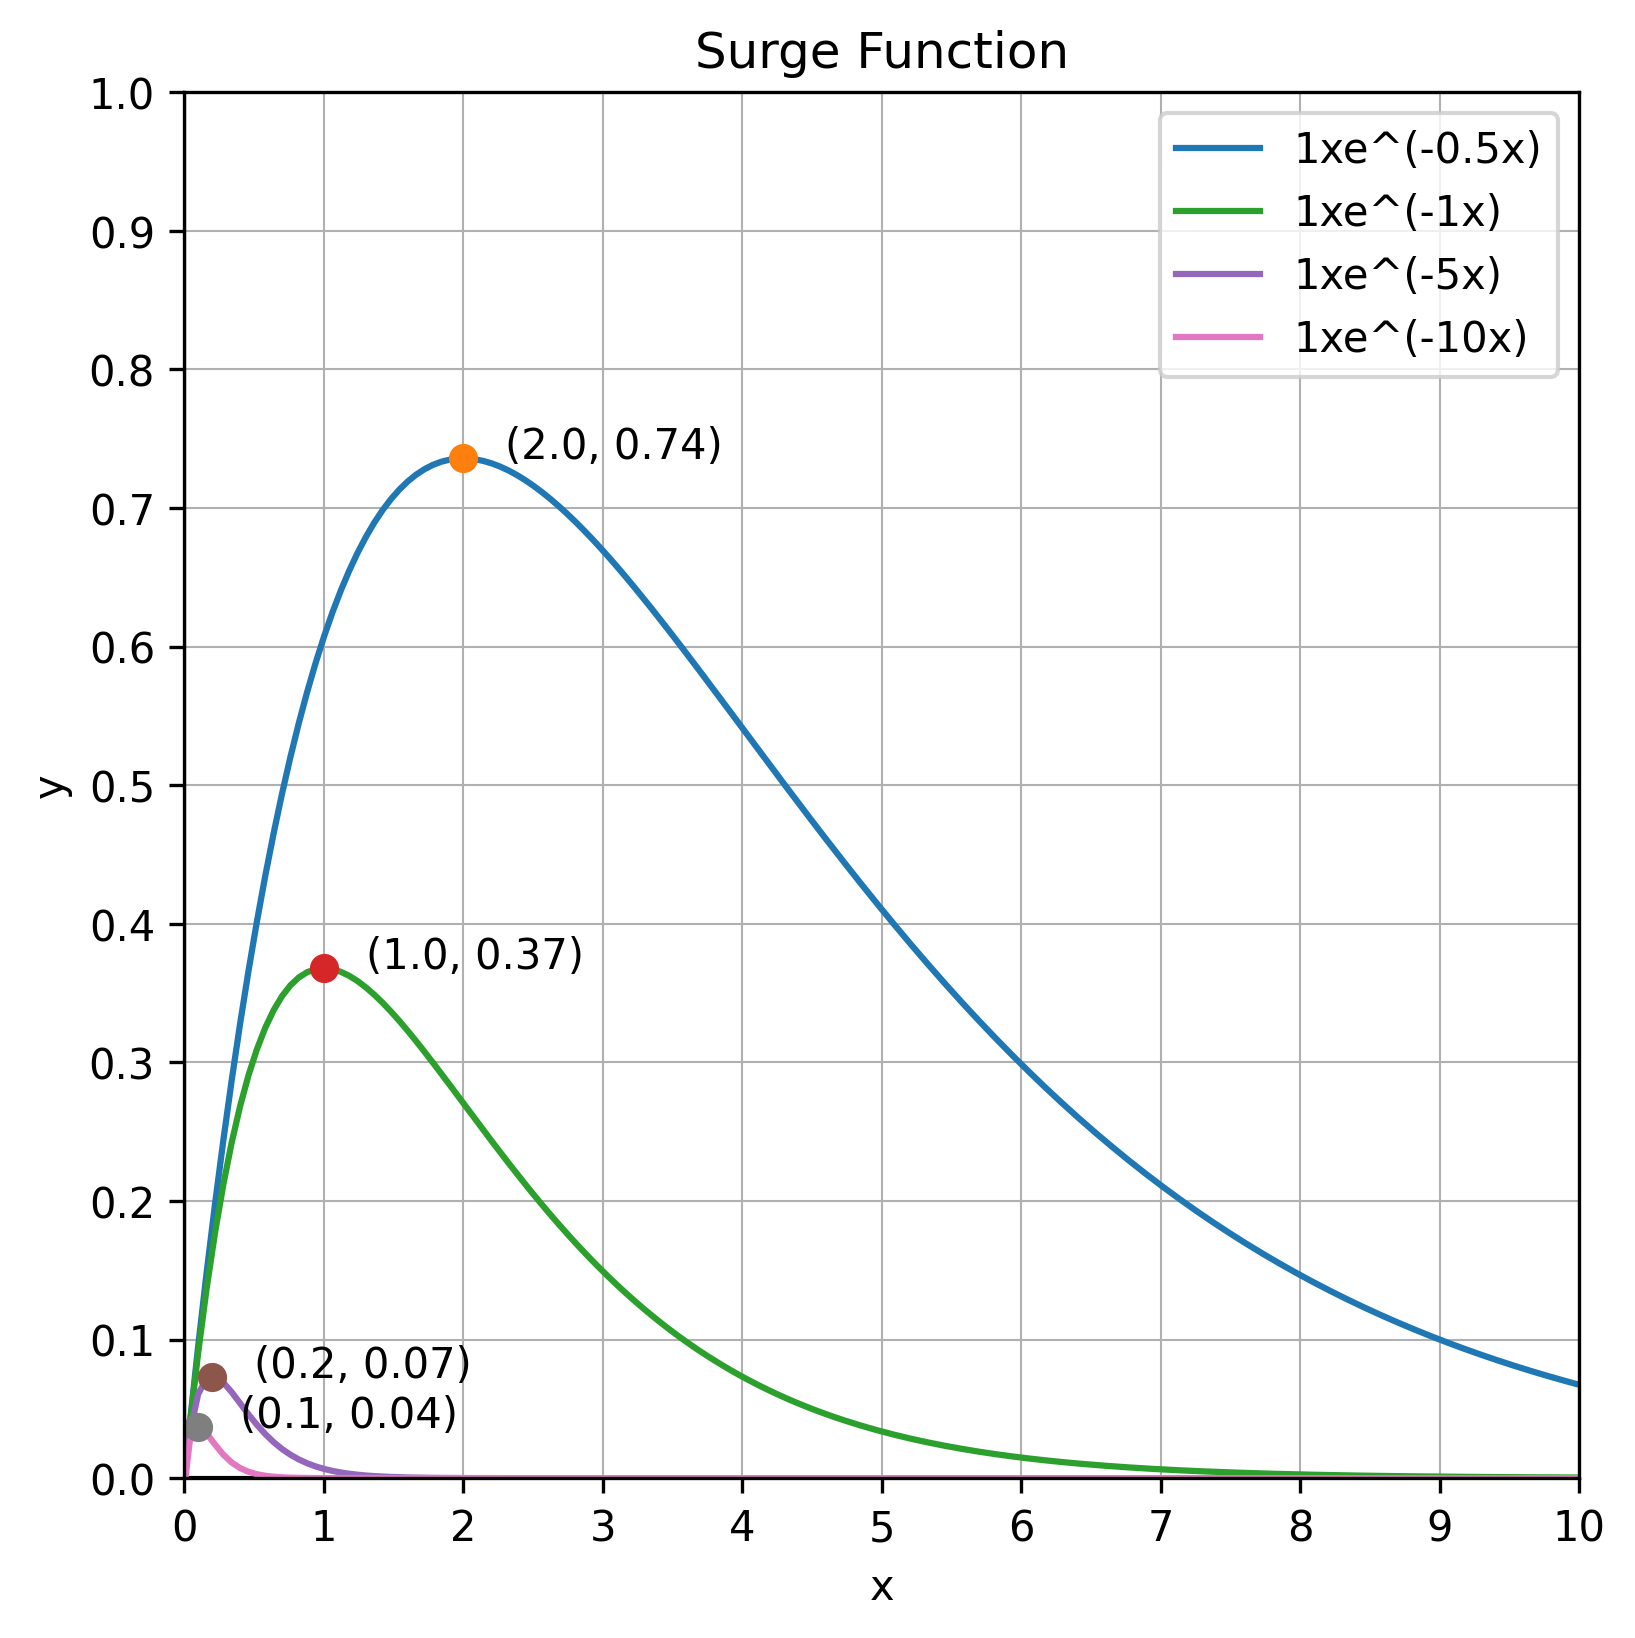 Surge Function
1.0
0.9
0.8
0.7
0.6
0.5
0.4
0.3
0.2
0.1
0.0
y
1xe^(-0.5x)
1xe^(-1x)
1xe^(-5x)
1xe^(-10x)
(2.0, 0.74)
(1.0, 0.37)
(0.2, 0.07)
(0.1, 0.04)
0 1 2 3 4 5 6 7 8 9 10
x